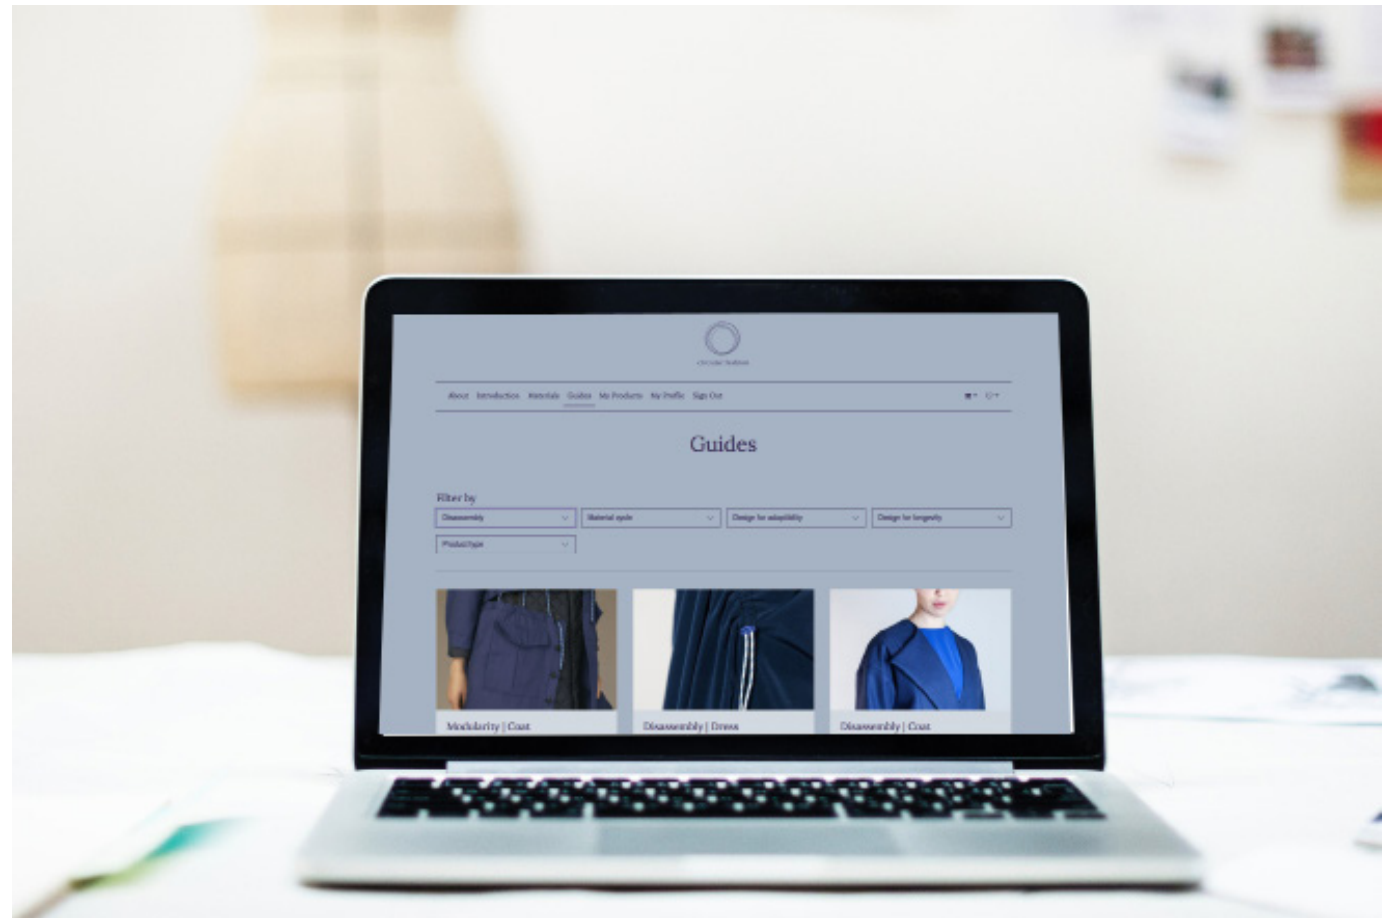 About Introduction Materials Guides My Products My Profile Sign Out
Guides
Filter by
Disassembly Material cycle Design for adaptibility Design for longevity
Product type
Modularity | Coat Disassembly | Dress Disassembly | Coat